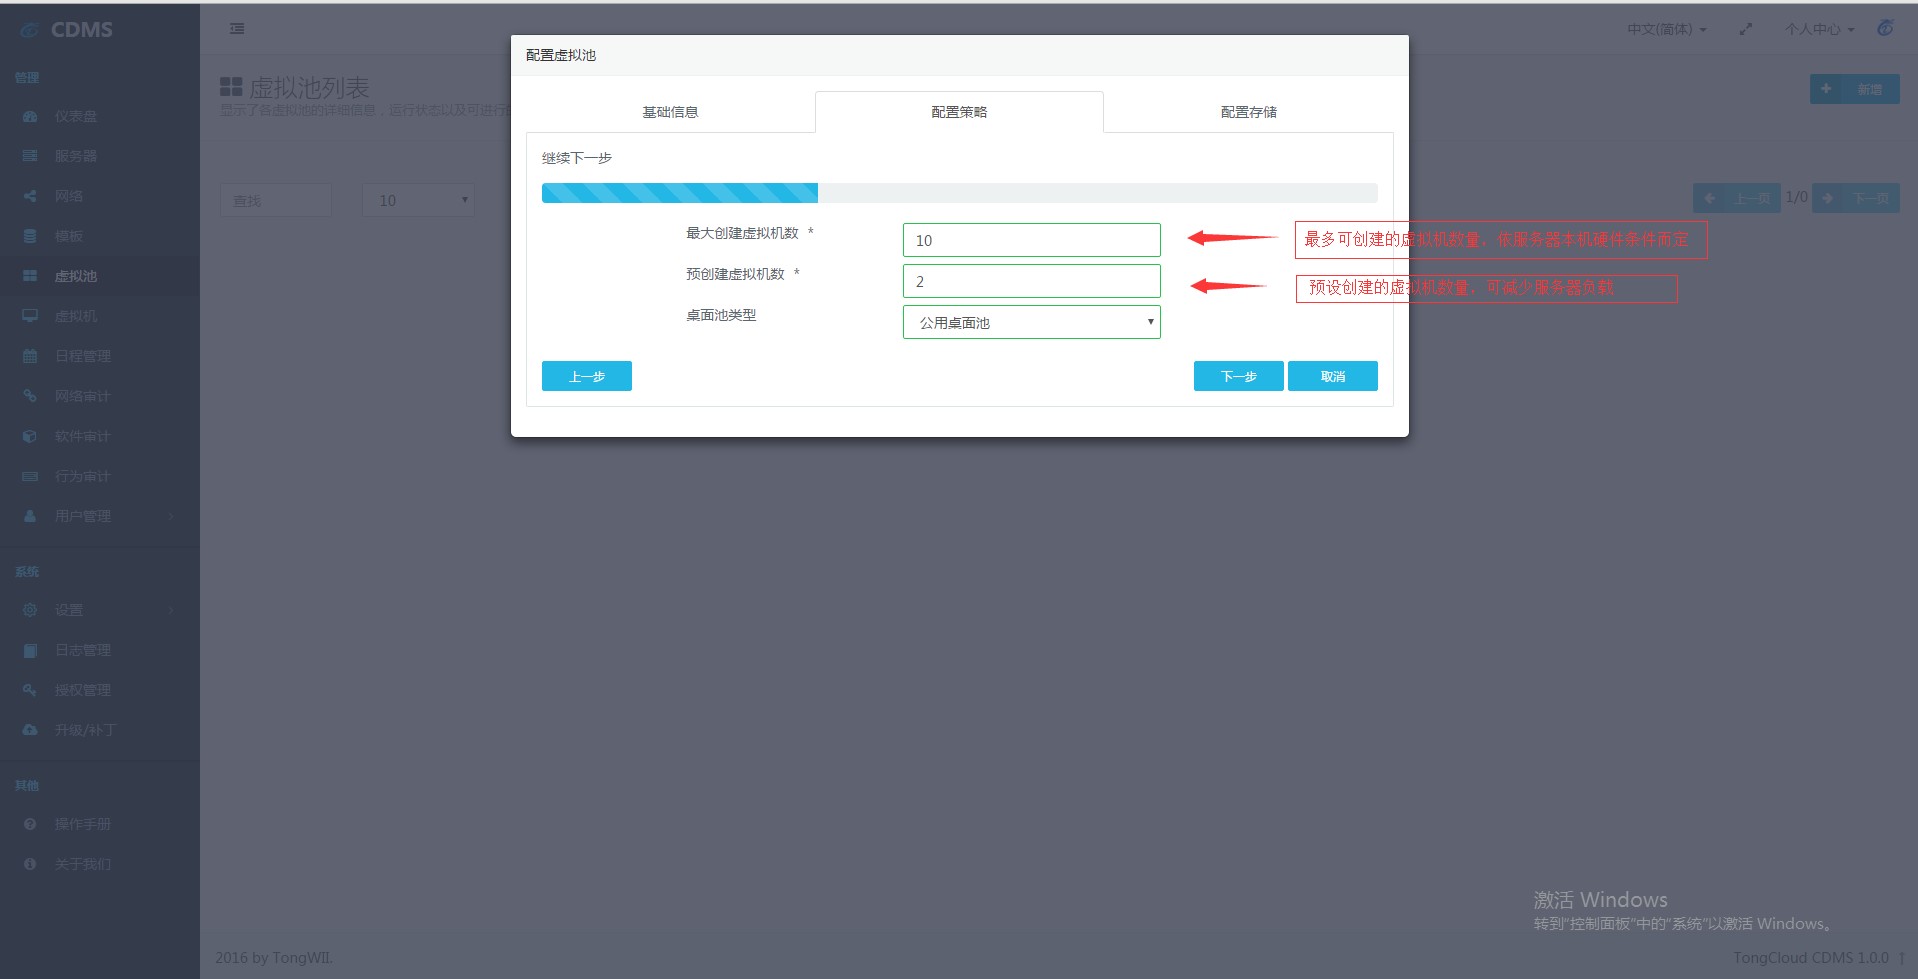 CDMS
中文(简体)
个人中心
管理
仪表盘
服务器
网络
模板
虚拟池
虚拟机
日程管理
网络审计
软件审计
行为审计
用户管理
系统
设置
日志管理
授权管理
升级/补丁
其他
操作手册
关于我们
虚拟池列表
显示了各虚拟池的详细信息，运行状态以及可进行
新增
查找
10
上一页
1/0
下一页
配置虚拟池
基础信息
配置策略
配置存储
继续下一步
最大创建虚拟机数 *
10
最多可创建的虚拟机数量，依服务器本机硬件条件而定
预创建虚拟机数 *
2
预设创建的虚拟机数量，可减少服务器负载
桌面池类型
公用桌面池
上一步
下一步
取消
激活 Windows
转到"控制面板"中的"系统"以激活 Windows。
2016 by TongWII.
TongCloud CDMS 1.0.0